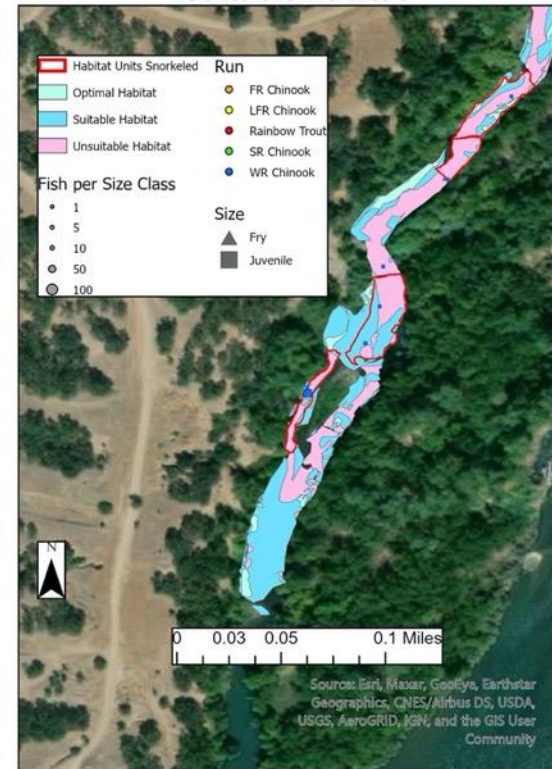 Habitat Units Snorkeled
Optimal Habitat
Suitable Habitat
Unsuitable Habitat
Fish per Size Class
1
5
10
50
100
Run
FR Chinook
LFR Chinook
Rainbow Trout
SR Chinook
WR Chinook
Size
Fry
Juvenile
N
0 0.03 0.05 0.1 Miles
Source: Esri, Maxar, GeoEye, Earthstar
Geographics, CNES/Airbus DS, USDA,
USGS, AeroGRID, IGN, and the GIS User
Community